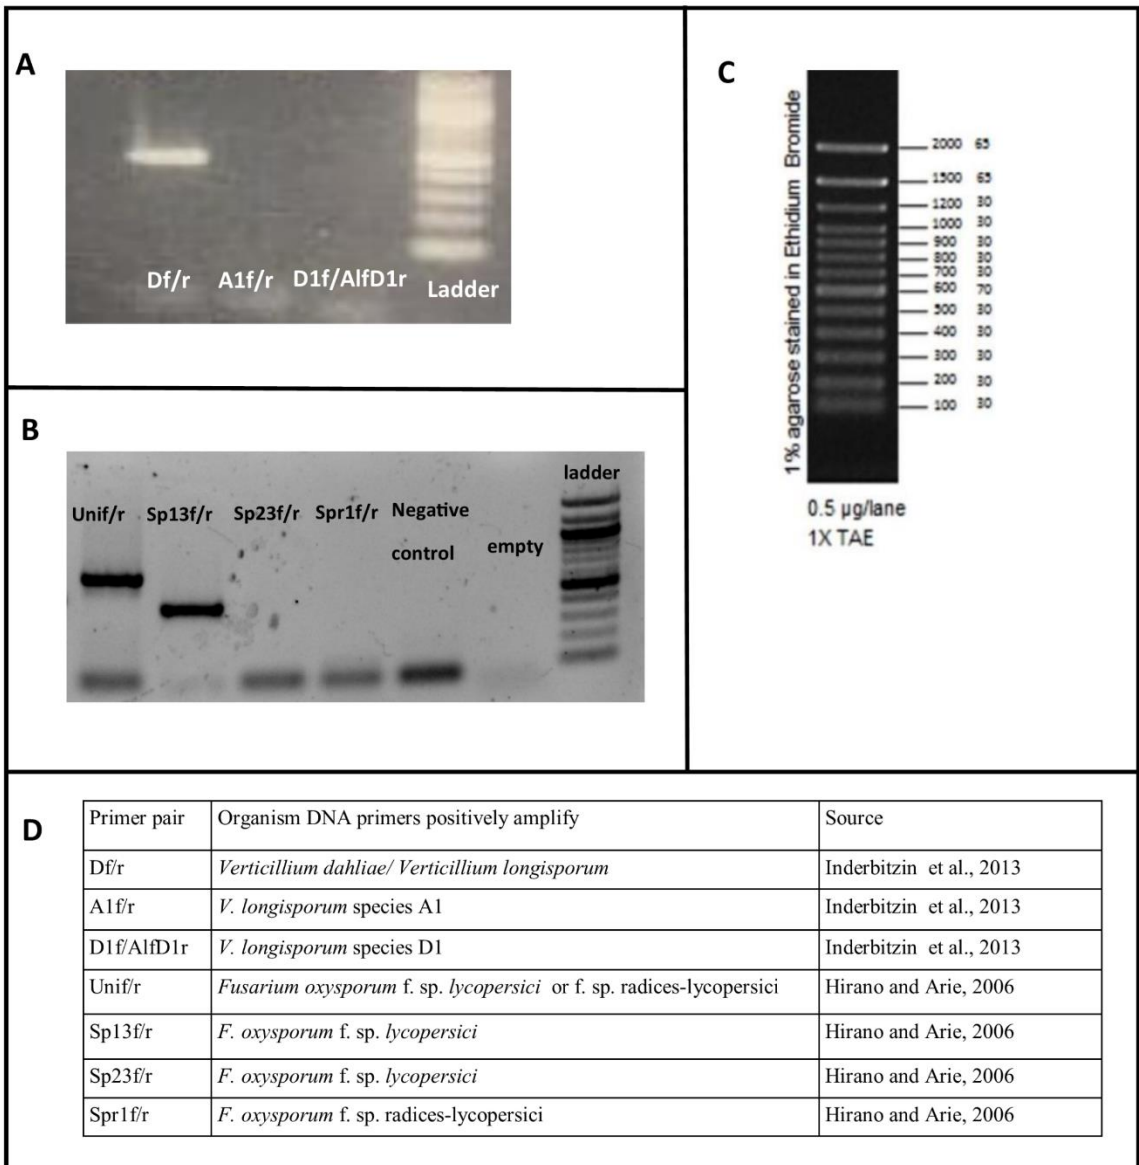 A
Df/r A1f/r D1f/AlfD1r Ladder
B
Unif/r Sp13f/r Sp23f/r Spr1f/r Negative control empty ladder
C
1% agarose stained in Ethidium Bromide
2000 65
1500 65
1200 30
1000 30
900 30
800 30
700 30
600 70
500 30
400 30
300 30
200 30
100 30
0.5 µg/lane
1X TAE
D
Primer pair Organism DNA primers positively amplify Source
Df/r Verticillium dahliae/ Verticillium longisporum Inderbitzin et al., 2013
A1f/r V. longisporum species A1 Inderbitzin et al., 2013
D1f/AlfD1r V. longisporum species D1 Inderbitzin et al., 2013
Unif/r Fusarium oxysporum f. sp. lycopersici or f. sp. radices-lycopersici Hirano and Arie, 2006
Sp13f/r F. oxysporum f. sp. lycopersici Hirano and Arie, 2006
Sp23f/r F. oxysporum f. sp. lycopersici Hirano and Arie, 2006
Spr1f/r F. oxysporum f. sp. radices-lycopersici Hirano and Arie, 2006